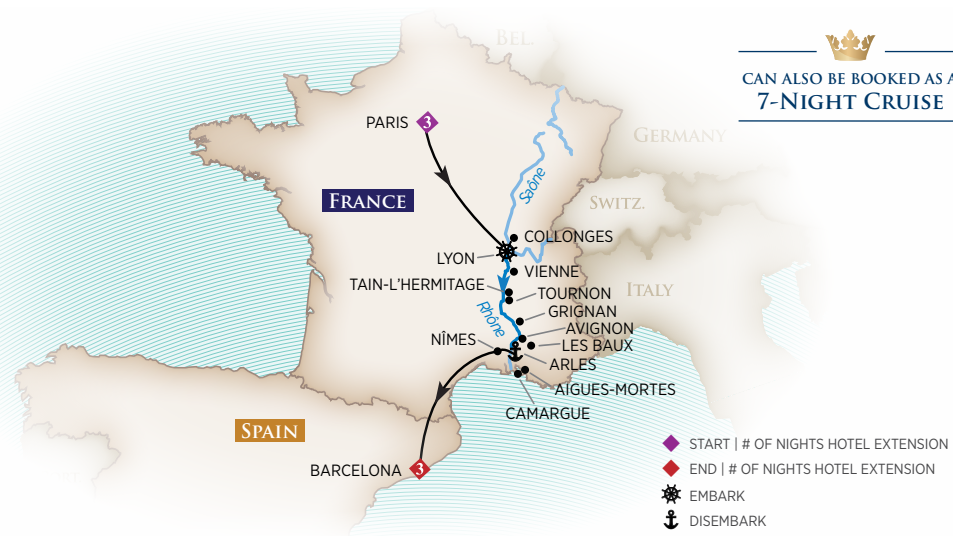 BEL.
CAN ALSO BE BOOKED AS A
7-NIGHT CRUISE
PARIS 3
GERMANY
Saône
FRANCE
SWITZ.
COLLONGES
LYON
VIENNE
TAIN-L'HERMITAGE
ITALY
TOURNON
Rhône
GRIGNAN
AVIGNON
NÎMES
LES BAUX
ARLES
AIGUES-MORTES
CAMARGUE
SPAIN
BARCELONA 3
START | # OF NIGHTS HOTEL EXTENSION
END | # OF NIGHTS HOTEL EXTENSION
EMBARK
DISEMBARK